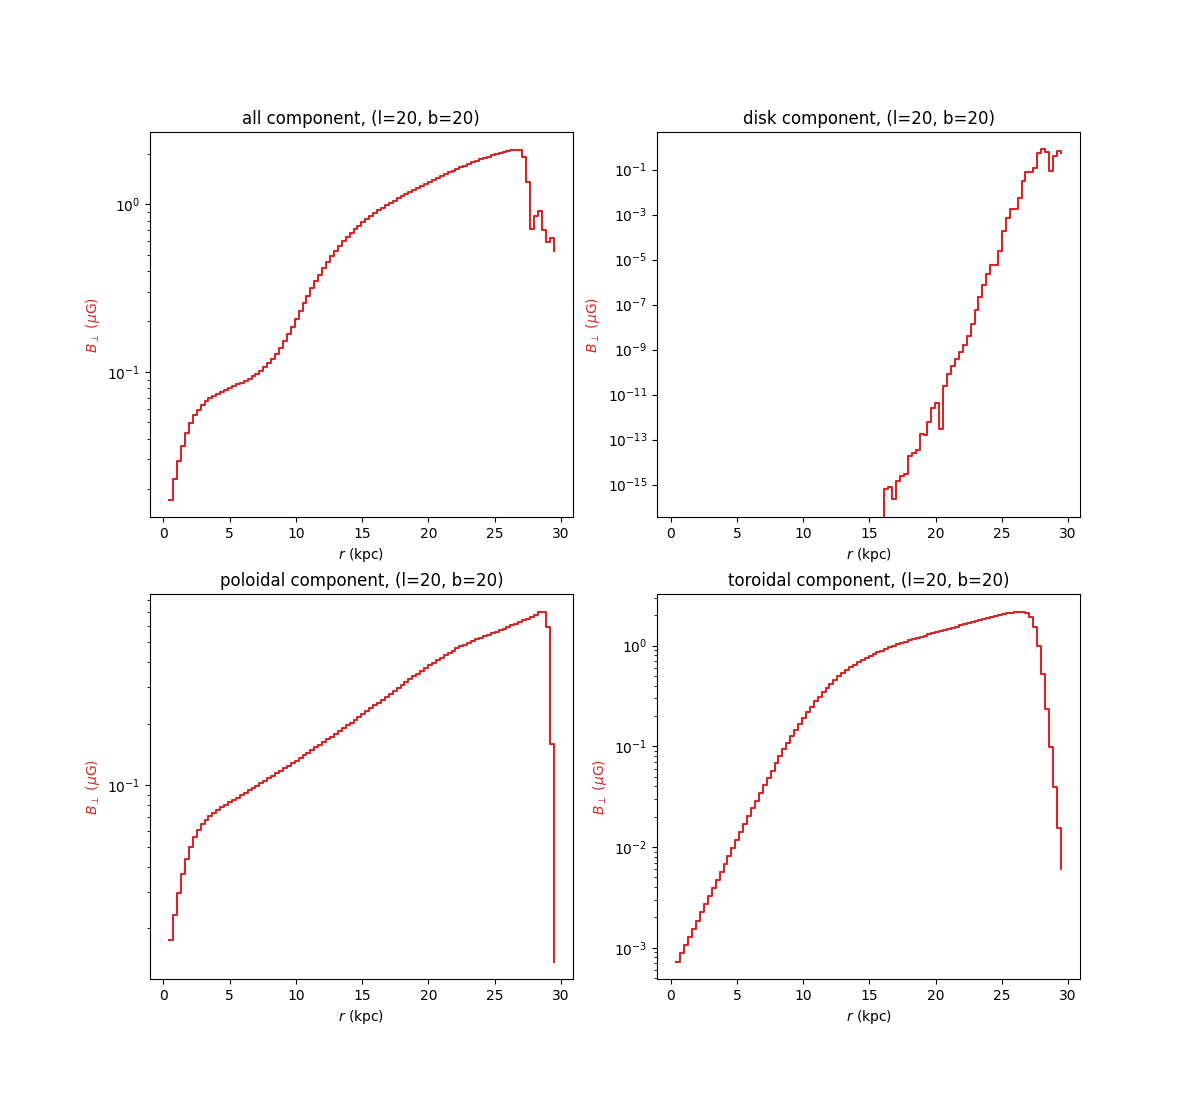 all component, (l=20, b=20)
10⁰
10⁻¹
B⊥ (μG)
0 5 10 15 20 25 30
r (kpc)
disk component, (l=20, b=20)
10⁻¹
10⁻³
10⁻⁵
10⁻⁷
10⁻⁹
10⁻¹¹
10⁻¹³
10⁻¹⁵
B⊥ (μG)
0 5 10 15 20 25 30
r (kpc)
poloidal component, (l=20, b=20)
10⁻¹
B⊥ (μG)
0 5 10 15 20 25 30
r (kpc)
toroidal component, (l=20, b=20)
10⁰
10⁻¹
10⁻²
10⁻³
B⊥ (μG)
0 5 10 15 20 25 30
r (kpc)